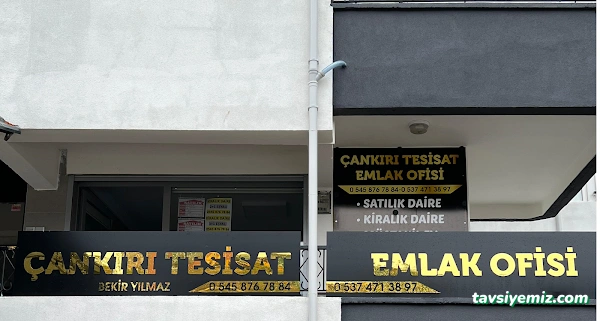 ÇANKIRI TESİSAT
EMLAK OFİSİ
0 545 876 78 84-0 537 471 38 97
• SATILIK DAİRE
• KİRALIK DAİRE
ÇANKIRI TESİSAT
BEKİR YILMAZ
0 545 876 78 84
EMLAK OFİSİ
0 537 471 38 97
tavsiyemiz.com